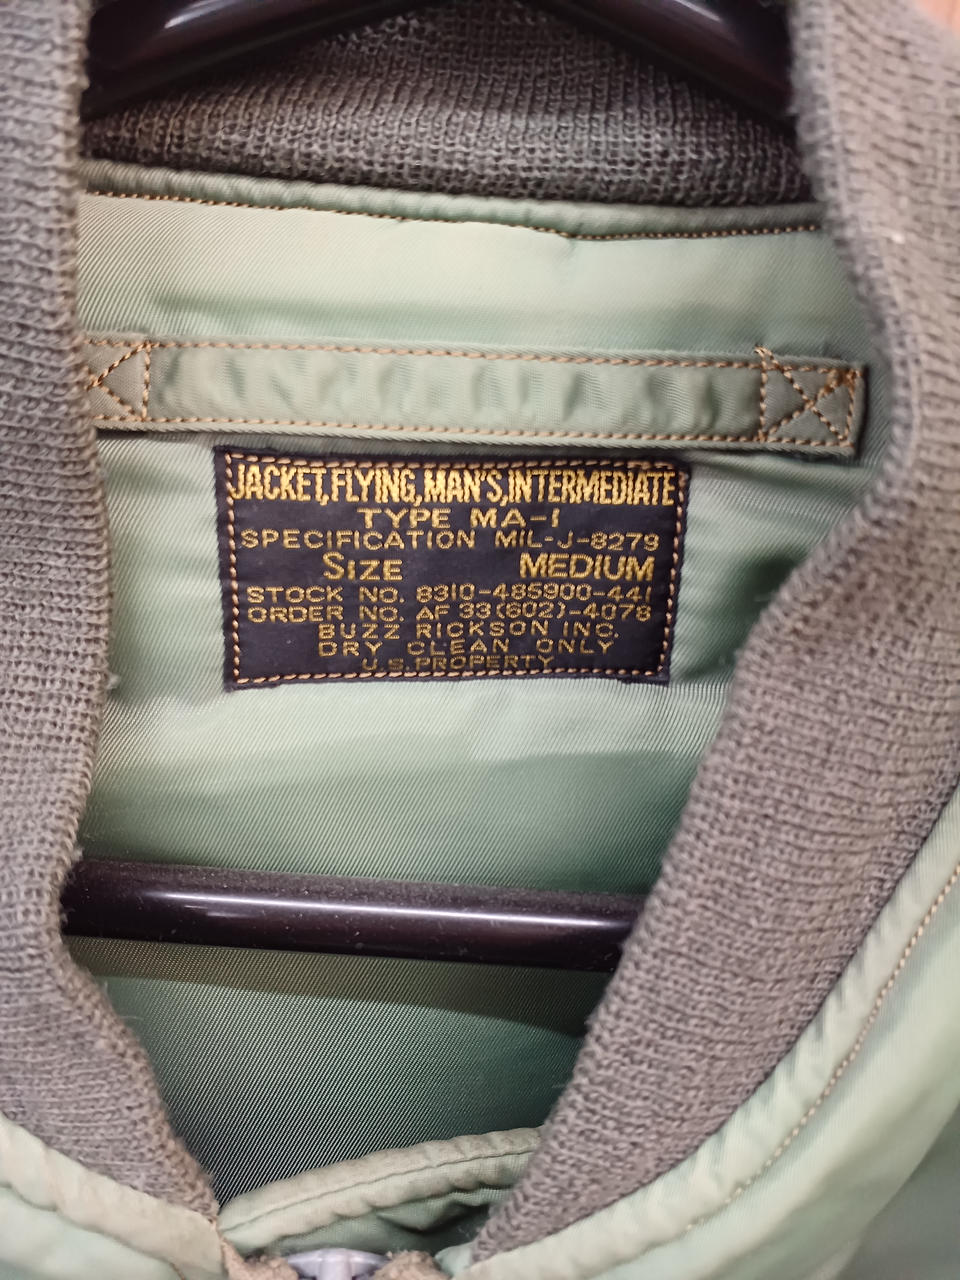 JACKET,FLYING,MAN'S,INTERMEDIATE
TYPE MA-1
SPECIFICATION MIL-J-8279
SIZE MEDIUM
STOCK NO. 8310-485900-441
ORDER NO. AF 33(602)-4078
BUZZ RICKSON INC.
DRY CLEAN ONLY
U.S. PROPERTY